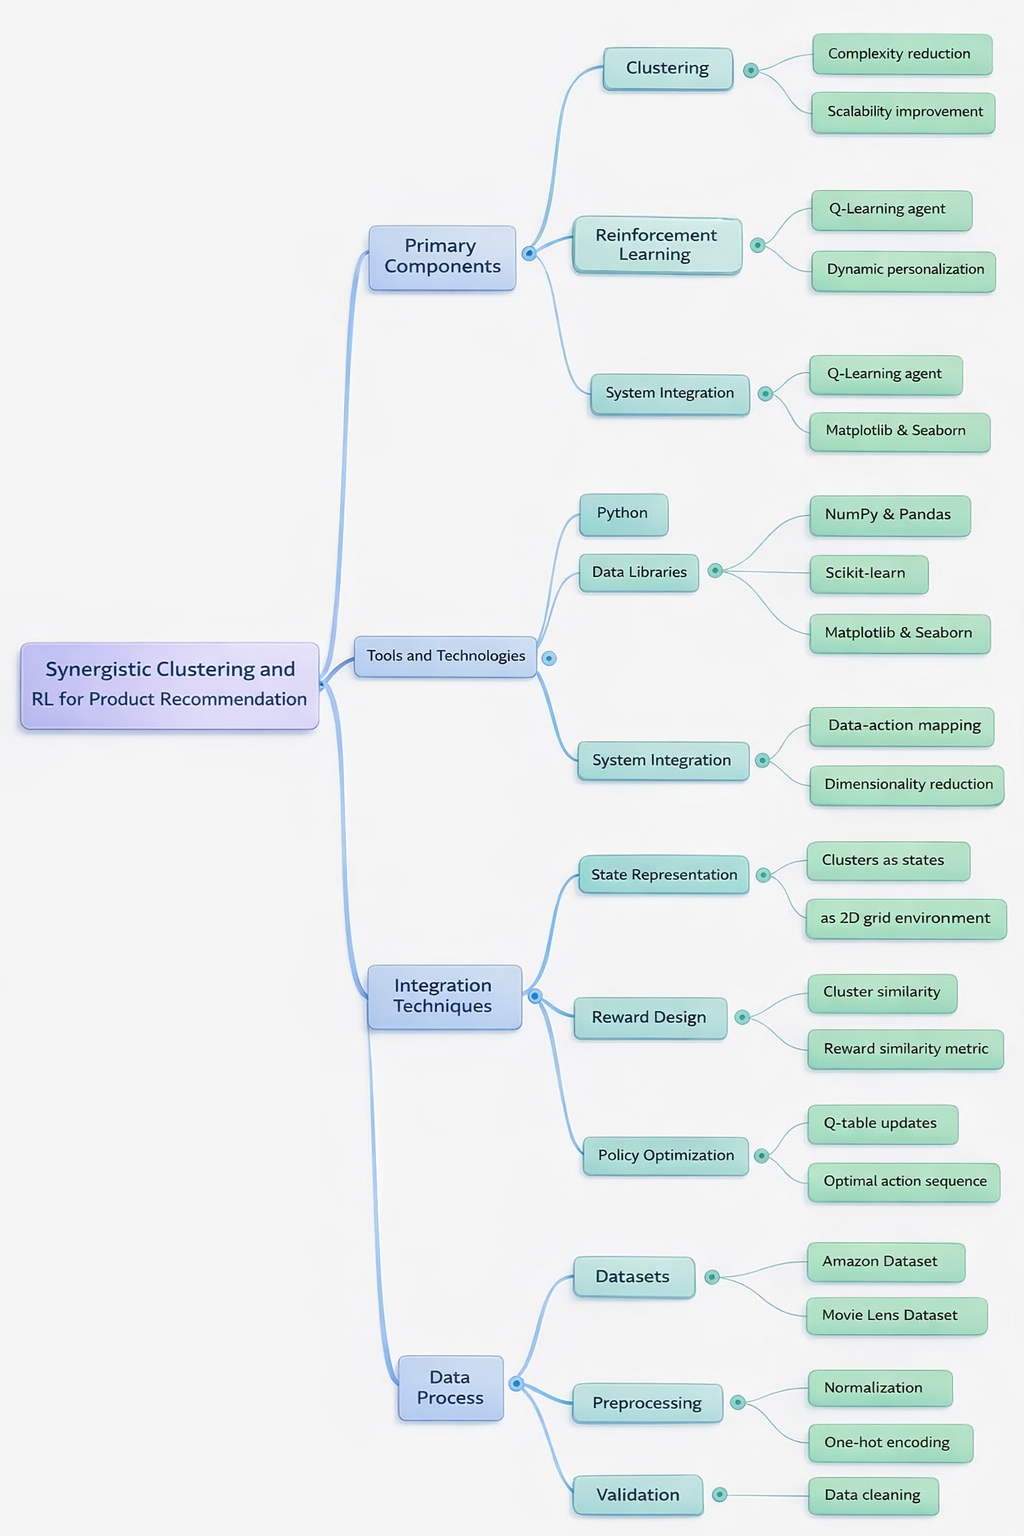 Synergistic Clustering and
RL for Product Recommendation
Primary
Components
Clustering
Complexity reduction
Scalability improvement
Reinforcement
Learning
Q-Learning agent
Dynamic personalization
System Integration
Q-Learning agent
Matplotlib & Seaborn
Tools and Technologies
Python
Data Libraries
NumPy & Pandas
Scikit-learn
Matplotlib & Seaborn
System Integration
Data-action mapping
Dimensionality reduction
Integration
Techniques
State Representation
Clusters as states
as 2D grid environment
Reward Design
Cluster similarity
Reward similarity metric
Policy Optimization
Q-table updates
Optimal action sequence
Data
Process
Datasets
Amazon Dataset
Movie Lens Dataset
Preprocessing
Normalization
One-hot encoding
Validation
Data cleaning